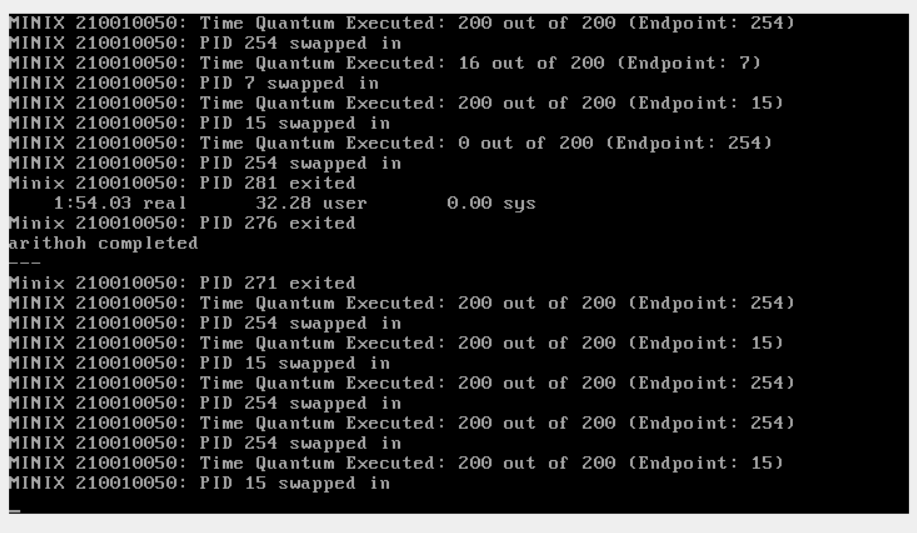 MINIX 210010050: Time Quantum Executed: 200 out of 200 (Endpoint: 254)
MINIX 210010050: PID 254 swapped in
MINIX 210010050: Time Quantum Executed: 16 out of 200 (Endpoint: 7)
MINIX 210010050: PID 7 swapped in
MINIX 210010050: Time Quantum Executed: 200 out of 200 (Endpoint: 15)
MINIX 210010050: PID 15 swapped in
MINIX 210010050: Time Quantum Executed: 0 out of 200 (Endpoint: 254)
MINIX 210010050: PID 254 swapped in
Minix 210010050: PID 281 exited
1:54.03 real 32.28 user 0.00 sys
Minix 210010050: PID 276 exited
arithoh completed
---
Minix 210010050: PID 271 exited
MINIX 210010050: Time Quantum Executed: 200 out of 200 (Endpoint: 254)
MINIX 210010050: PID 254 swapped in
MINIX 210010050: Time Quantum Executed: 200 out of 200 (Endpoint: 15)
MINIX 210010050: PID 15 swapped in
MINIX 210010050: Time Quantum Executed: 200 out of 200 (Endpoint: 254)
MINIX 210010050: PID 254 swapped in
MINIX 210010050: Time Quantum Executed: 200 out of 200 (Endpoint: 254)
MINIX 210010050: PID 254 swapped in
MINIX 210010050: Time Quantum Executed: 200 out of 200 (Endpoint: 15)
MINIX 210010050: PID 15 swapped in